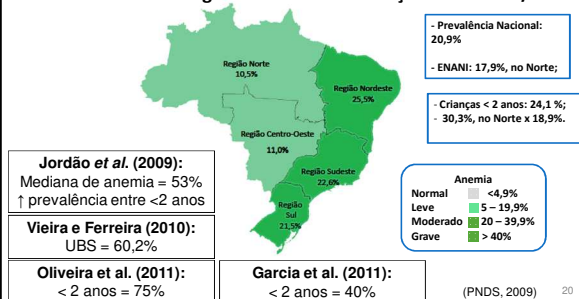 - Prevalência Nacional:
20,9%
- ENANI: 17,9%, no Norte;
- Crianças < 2 anos: 24,1 %;
- 30,3%, no Norte x 18,9%.
Região Norte
10,5%
Região Nordeste
25,5%
Região Centro-Oeste
11,0%
Região Sudeste
22,6%
Região
Sul
21,5%
Jordão et al. (2009):
Mediana de anemia = 53%
↑ prevalência entre <2 anos
Vieira e Ferreira (2010):
UBS = 60,2%
Oliveira et al. (2011):
< 2 anos = 75%
Garcia et al. (2011):
< 2 anos = 40%
Anemia
Normal <4,9%
Leve 5 – 19,9%
Moderado 20 – 39,9%
Grave > 40%
(PNDS, 2009) 20